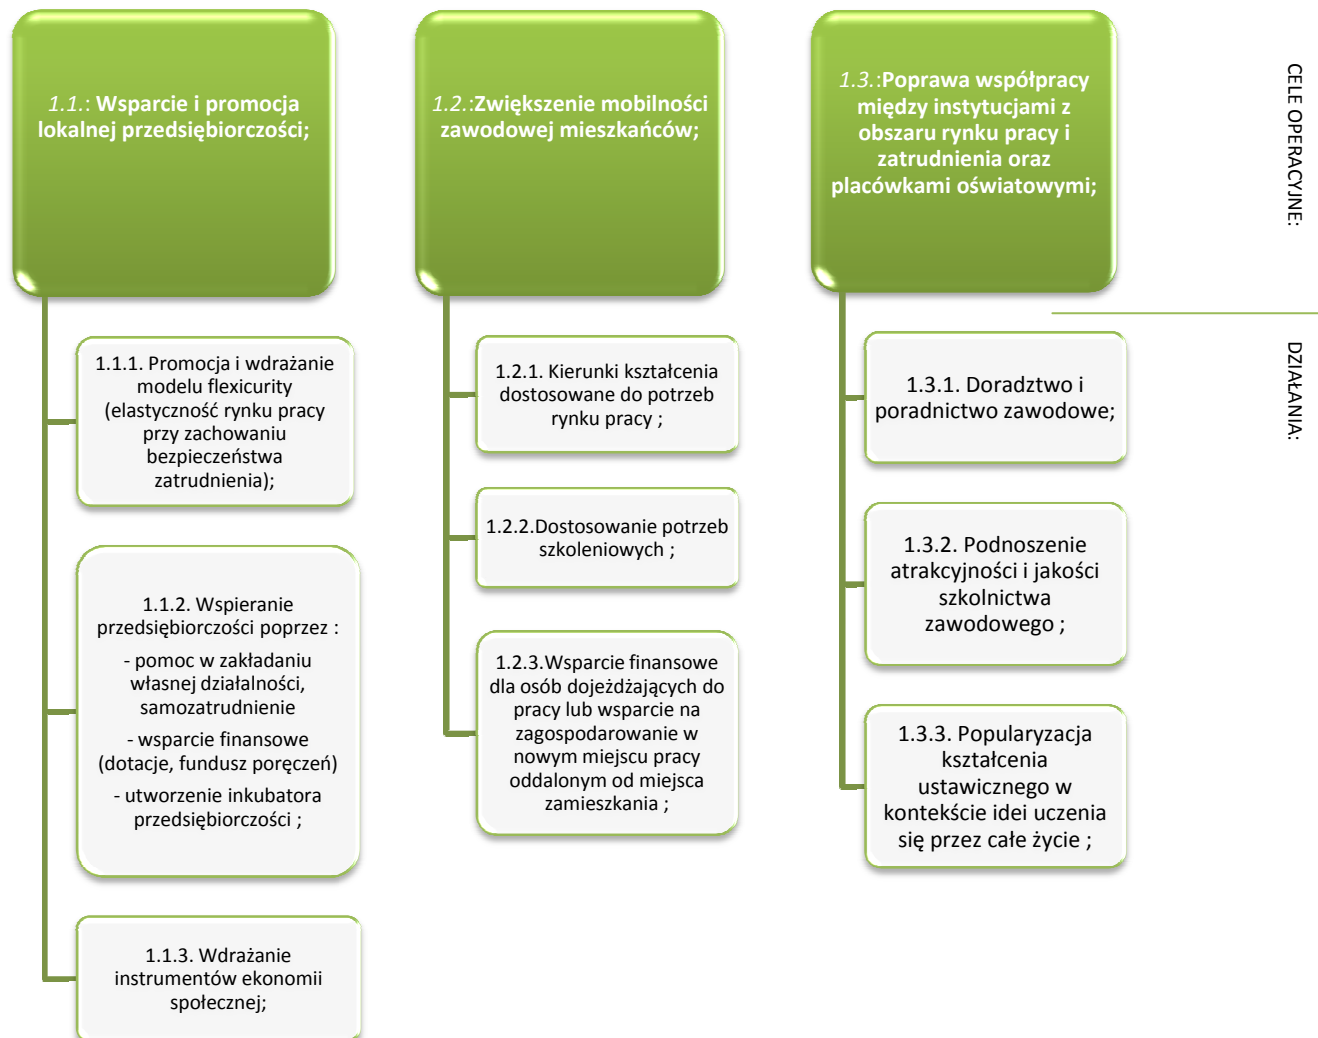 1.1.: Wsparcie i promocja
lokalnej przedsiębiorczości;
1.1.1. Promocja i wdrażanie
modelu flexicurity
(elastyczność rynku pracy
przy zachowaniu
bezpieczeństwa
zatrudnienia);
1.1.2. Wspieranie
przedsiębiorczości poprzez :
- pomoc w zakładaniu
własnej działalności,
samozatrudnienie
- wsparcie finansowe
(dotacje, fundusz poręczeń)
- utworzenie inkubatora
przedsiębiorczości ;
1.1.3. Wdrażanie
instrumentów ekonomii
społecznej;
1.2.:Zwiększenie mobilności
zawodowej mieszkańców;
1.2.1. Kierunki kształcenia
dostosowane do potrzeb
rynku pracy ;
1.2.2.Dostosowanie potrzeb
szkoleniowych ;
1.2.3.Wsparcie finansowe
dla osób dojeżdżających do
pracy lub wsparcie na
zagospodarowanie w
nowym miejscu pracy
oddalonym od miejsca
zamieszkania ;
1.3.:Poprawa współpracy
między instytucjami z
obszaru rynku pracy i
zatrudnienia oraz
placówkami oświatowymi;
1.3.1. Doradztwo i
poradnictwo zawodowe;
1.3.2. Podnoszenie
atrakcyjności i jakości
szkolnictwa
zawodowego ;
1.3.3. Popularyzacja
kształcenia
ustawicznego w
kontekście idei uczenia
się przez całe życie ;
CELE OPERACYJNE:
DZIAŁANIA: